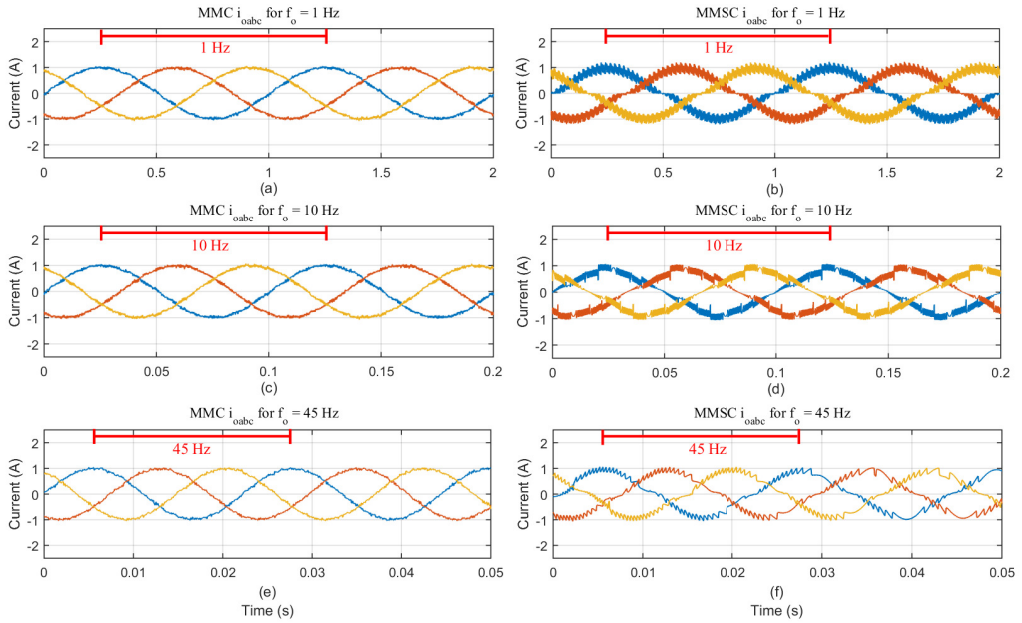 MMC i_oabc for f_o = 1 Hz
1 Hz
Current (A)
2
1
0
-1
-2
0 0.5 1 1.5 2
(a)
MMSC i_oabc for f_o = 1 Hz
1 Hz
Current (A)
2
1
0
-1
-2
0 0.5 1 1.5 2
(b)
MMC i_oabc for f_o = 10 Hz
10 Hz
Current (A)
2
1
0
-1
-2
0 0.05 0.1 0.15 0.2
(c)
MMSC i_oabc for f_o = 10 Hz
10 Hz
Current (A)
2
1
0
-1
-2
0 0.05 0.1 0.15 0.2
(d)
MMC i_oabc for f_o = 45 Hz
45 Hz
Current (A)
2
1
0
-1
-2
0 0.01 0.02 0.03 0.04 0.05
(e)
Time (s)
MMSC i_oabc for f_o = 45 Hz
45 Hz
Current (A)
2
1
0
-1
-2
0 0.01 0.02 0.03 0.04 0.05
(f)
Time (s)